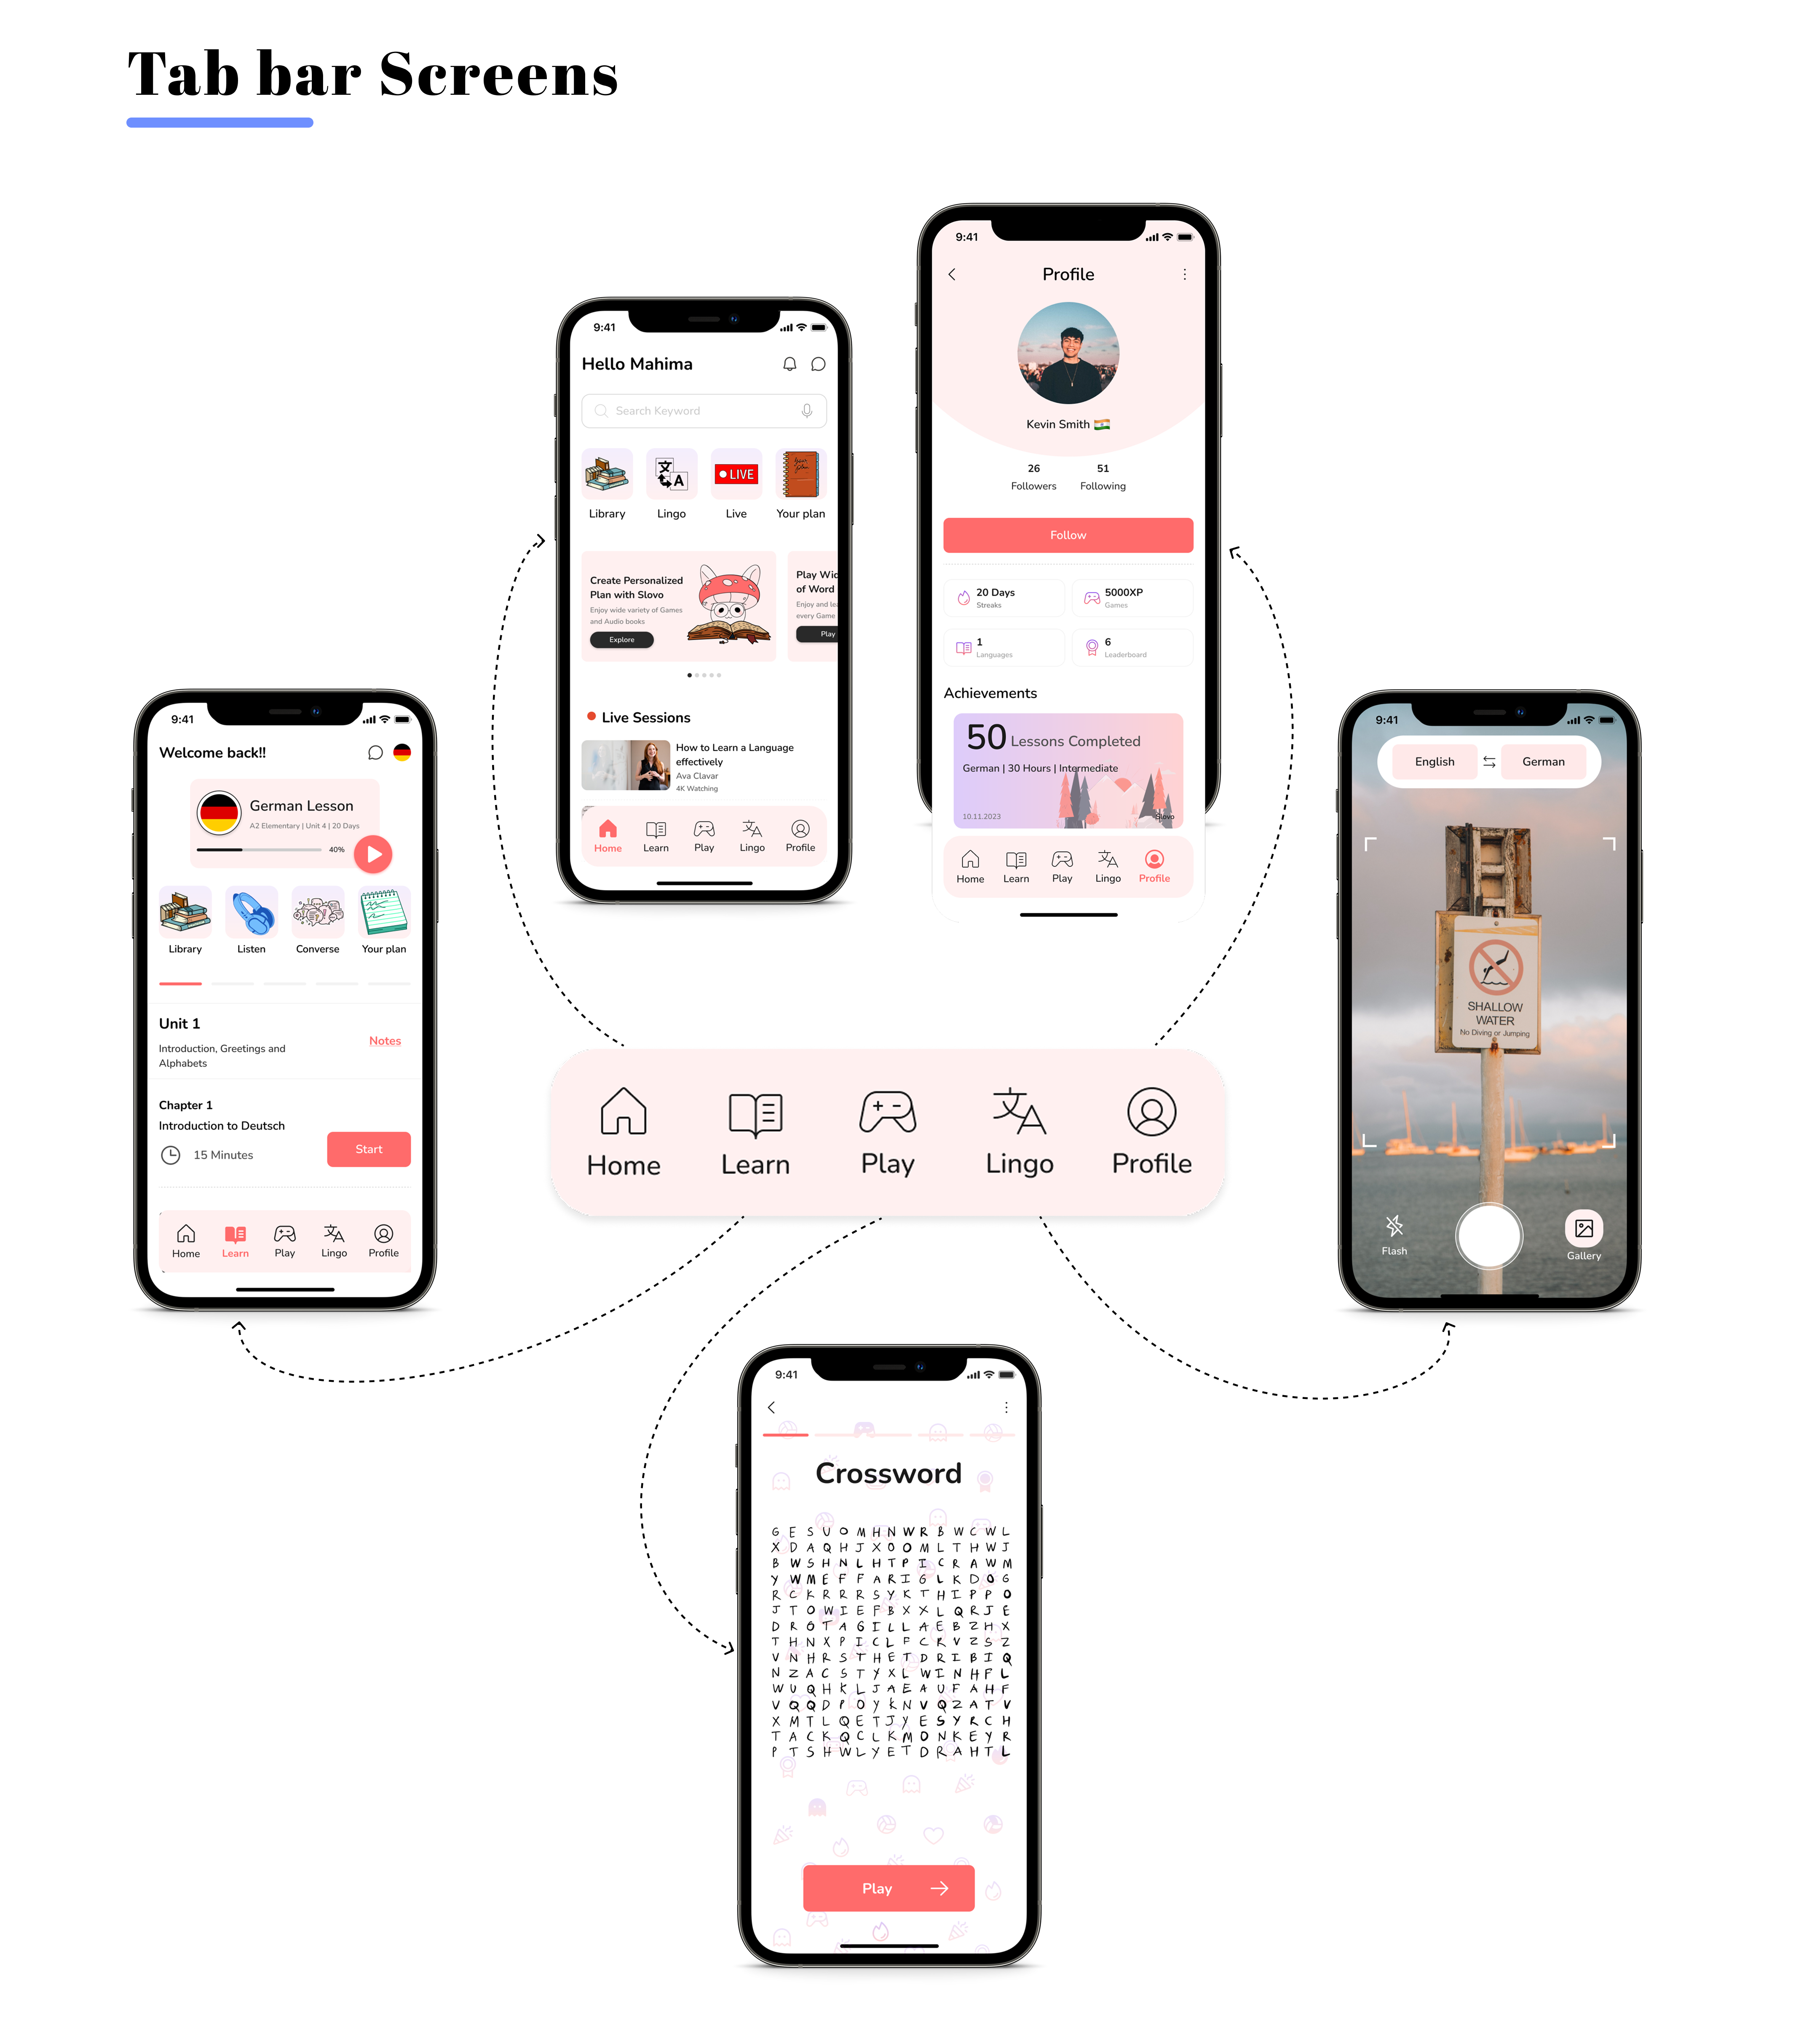 Tab bar Screens
9:41
Profile
Kevin Smith
26
51
Followers
Following
Follow
20 Days
Streaks
5000XP
Games
1
Languages
6
Leaderboard
Achievements
50 Lessons Completed
German | 30 Hours | Intermediate
10.11.2023
Slovo
Home
Learn
Play
Lingo
Profile
9:41
Hello Mahima
Search Keyword
LIVE
Library
Lingo
Live
Your plan
Create Personalized
Plan with Slovo
Enjoy wide variety of Games
and Audio books
Explore
of Word
every Game
Play
Live Sessions
How to Learn a Language
effectively
Ava Clavar
4K Watching
Home
Learn
Play
Lingo
Profile
9:41
Welcome back!!
German Lesson
A2 Elementary | Unit 4 | 20 Days
40%
Library
Listen
Converse
Your plan
Unit 1
Introduction, Greetings and
Alphabets
Notes
Chapter 1
Introduction to Deutsch
15 Minutes
Start
Home
Learn
Play
Lingo
Profile
9:41
English
German
SHALLOW
WATER
No Diving or Jumping
Flash
Gallery
Home
Learn
Play
Lingo
Profile
9:41
Crossword
G E S U O M H N W R B W C W L
X D A Q H J X O O M L T H W J
B W S H N L H T P I C R A W M
Y W M E F F A R I G L K D O G
R C K R R R S Y K T H I P P O
J T O W I E F B X X L Q R J E
D R O T A G I L L A E B Z H X
T H N X P I C L F C R V Z S Z
V N H R S T H E T D R I B I Q
N Z A C S T Y X L W I N H F L
W U Q H K L J A E A U F A H F
V Q Q D P O Y K N V Q Z A T V
X M T L Q E T J Y E S Y R C H
T A C K Q C L K M O N K E Y R
P T S H W L Y E T D R A H T L
Play